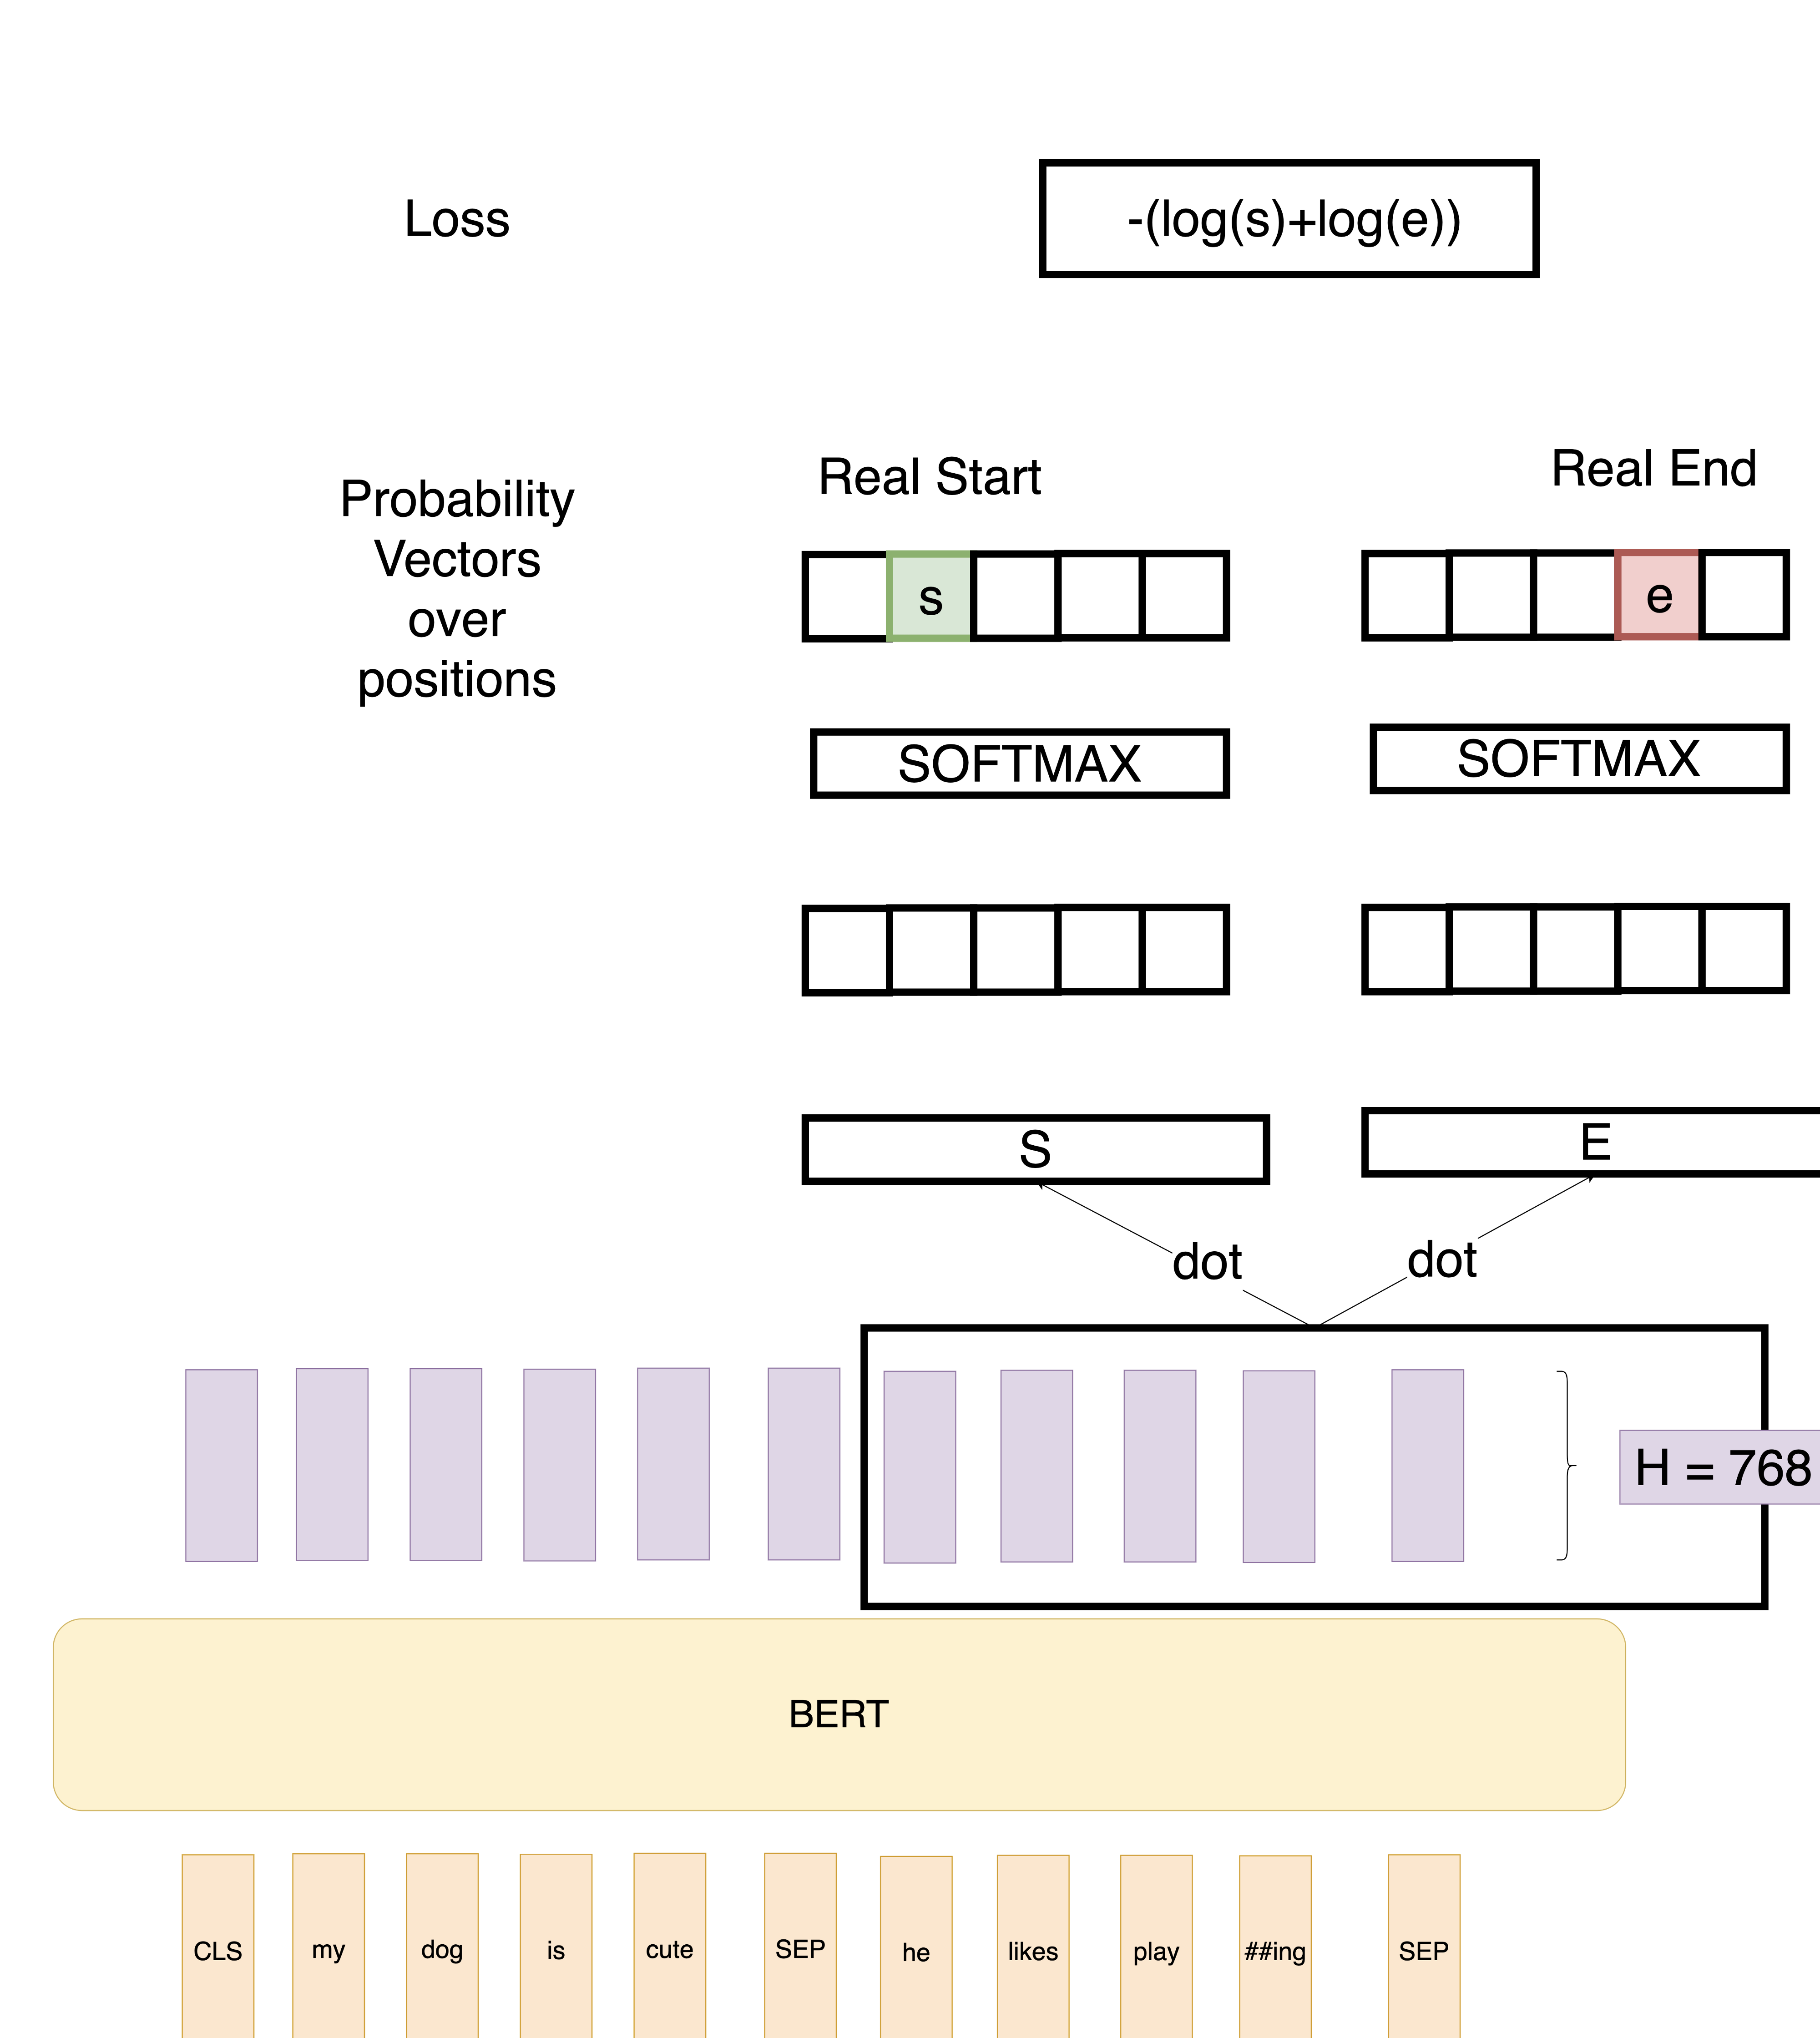 Loss
-(log(s)+log(e))
Real Start
Real End
Probability
Vectors
over
positions
s
e
SOFTMAX
SOFTMAX
S
E
dot
dot
H = 768
BERT
CLS
my
dog
is
cute
SEP
he
likes
play
##ing
SEP